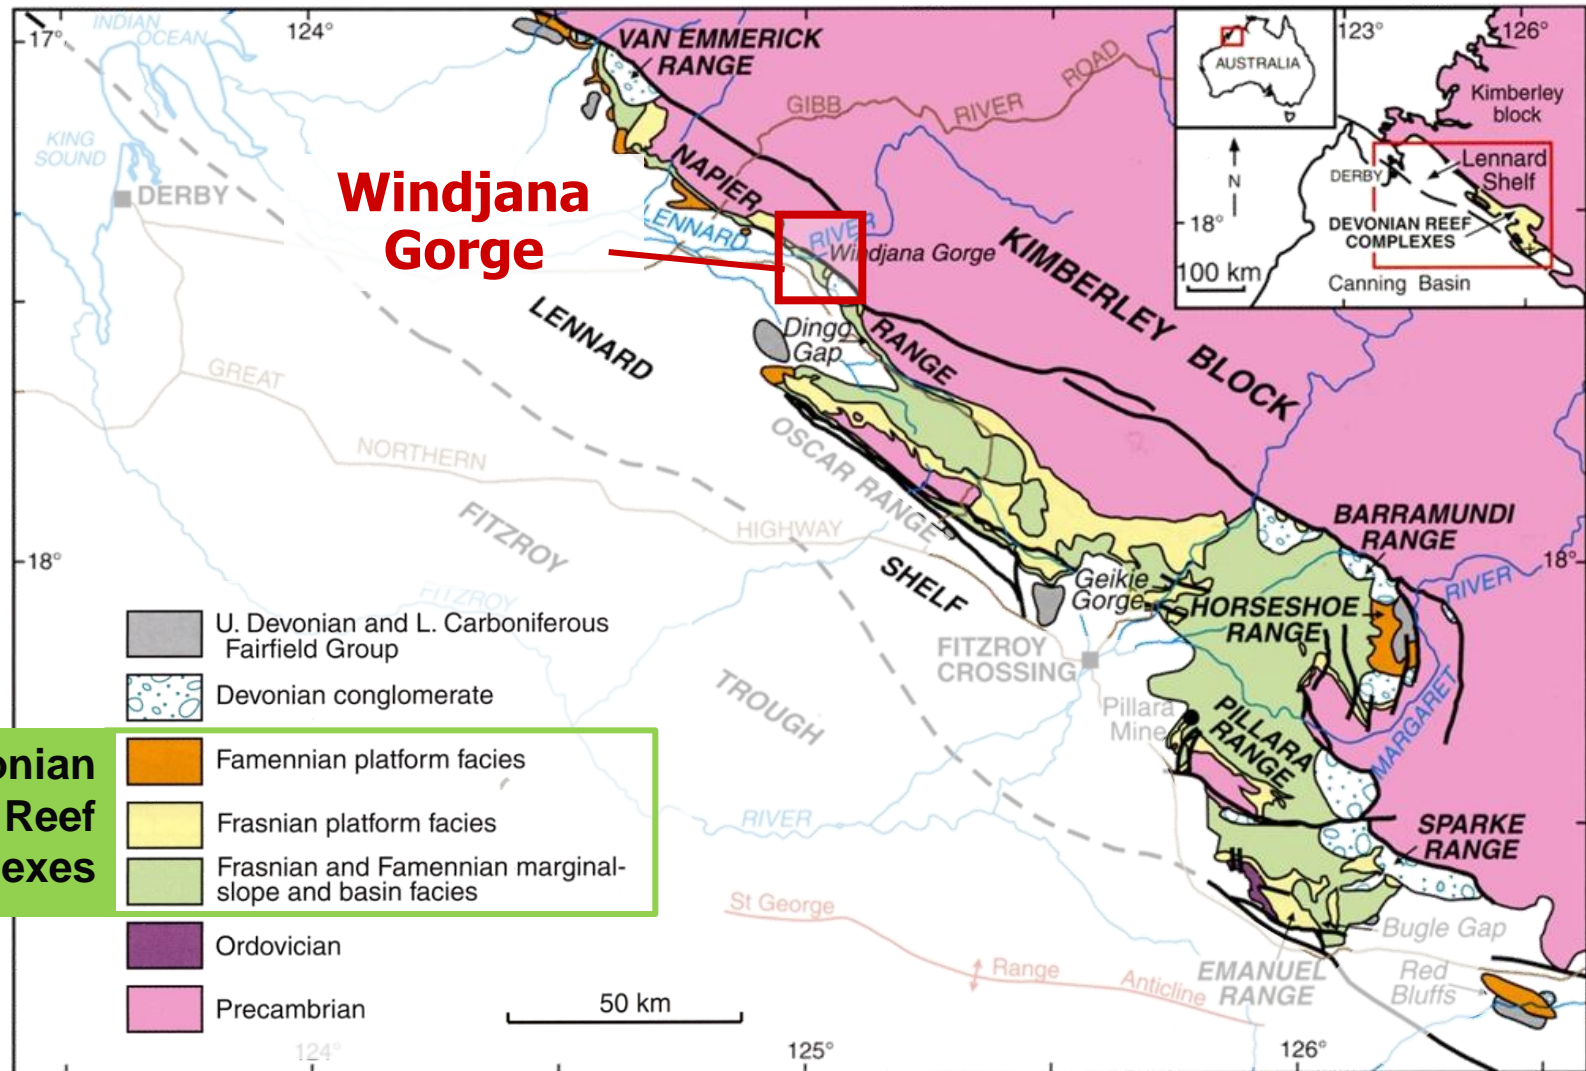 17°
124°
INDIAN
OCEAN
VAN EMMERICK
RANGE
GIBB
RIVER
ROAD
KING
SOUND
DERBY
Windjana
Gorge
NAPIER
LENNARD
RIVER
Windjana Gorge
KIMBERLEY BLOCK
AUSTRALIA
123°
126°
Kimberley
block
Lennard
Shelf
DERBY
N
18°
DEVONIAN REEF
COMPLEXES
100 km
Canning Basin
LENNARD
Dingo
Gap
RANGE
GREAT
OSCAR RANGE
NORTHERN
HIGHWAY
FITZROY
SHELF
18°
18°
BARRAMUNDI
RANGE
RIVER
Geikie
Gorge
HORSESHOE
RANGE
FITZROY
FITZROY
CROSSING
TROUGH
Pillara
Mine
PILLARA
RANGE
MARGARET
RIVER
SPARKE
RANGE
U. Devonian and L. Carboniferous
Fairfield Group
Devonian conglomerate
onian
Reef
exes
Famennian platform facies
Frasnian platform facies
Frasnian and Famennian marginal-
slope and basin facies
Ordovician
Precambrian
St George
Range
Anticline
Bugle Gap
EMANUEL
RANGE
Red
Bluffs
50 km
124°
125°
126°